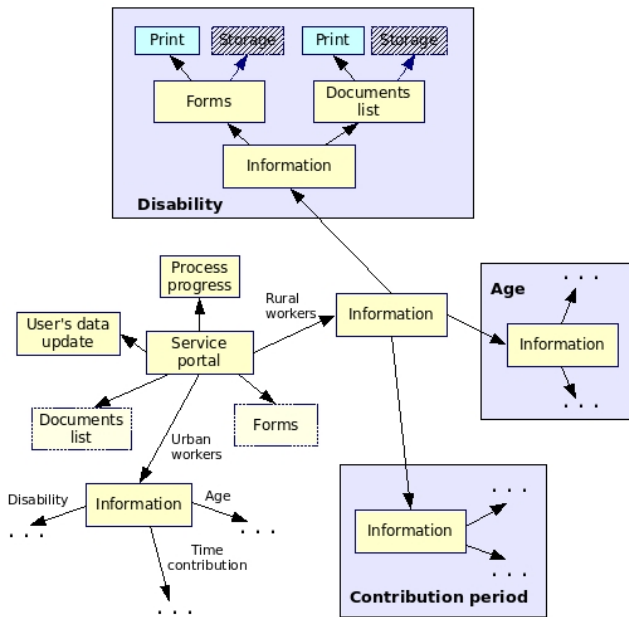 Print
Storage
Print
Storage
Forms
Documents
list
Information
Disability
Process
progress
Rural
workers
Information
Age
. . .
Information
. . .
User's data
update
Service
portal
Documents
list
Forms
Urban
workers
Disability
. . .
Information
Age
. . .
Time
contribution
. . .
Information
. . .
. . .
Contribution period